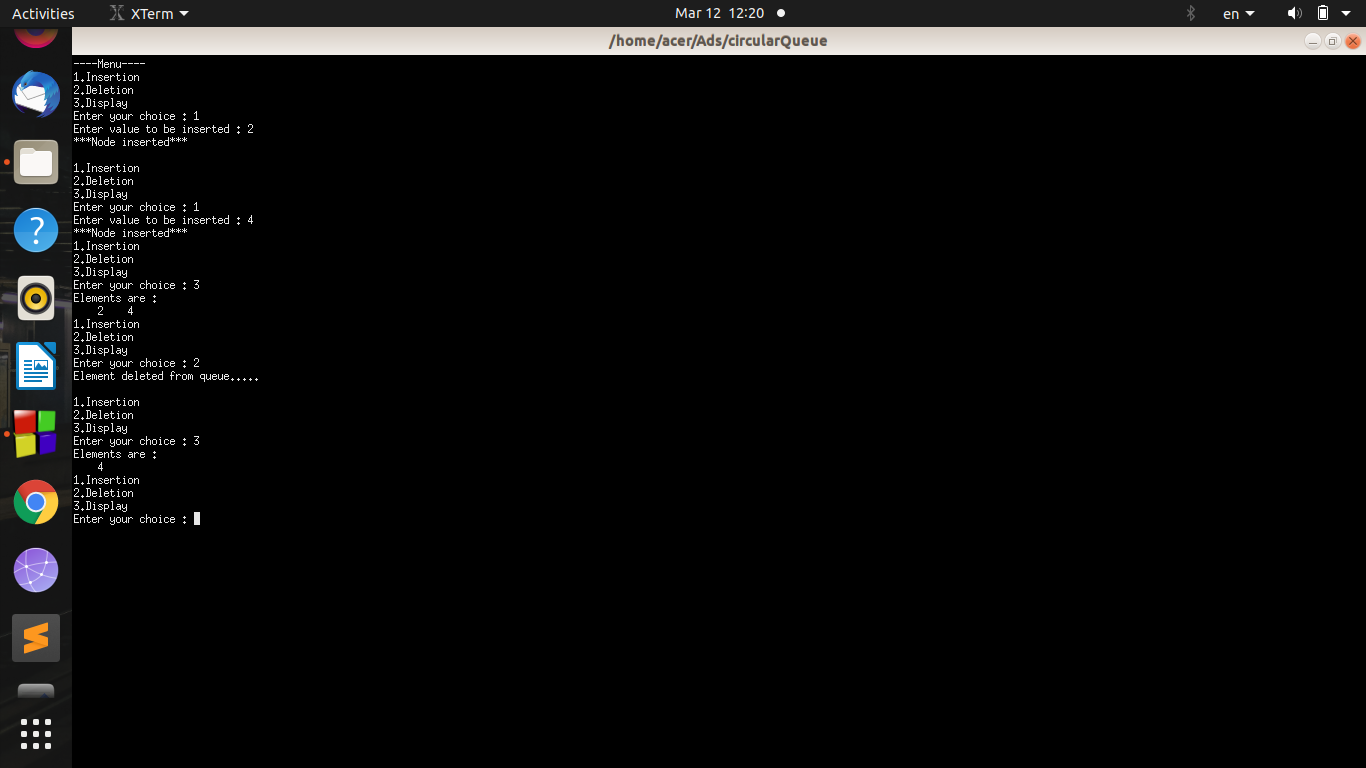 Activities XTerm Mar 12 12:20 en
/home/acer/Ads/circularQueue
----Menu----
1.Insertion
2.Deletion
3.Display
Enter your choice : 1
Enter value to be inserted : 2
***Node inserted***
1.Insertion
2.Deletion
3.Display
Enter your choice : 1
Enter value to be inserted : 4
***Node inserted***
1.Insertion
2.Deletion
3.Display
Enter your choice : 3
Elements are :
2 4
1.Insertion
2.Deletion
3.Display
Enter your choice : 2
Element deleted from queue.....
1.Insertion
2.Deletion
3.Display
Enter your choice : 3
Elements are :
4
1.Insertion
2.Deletion
3.Display
Enter your choice :